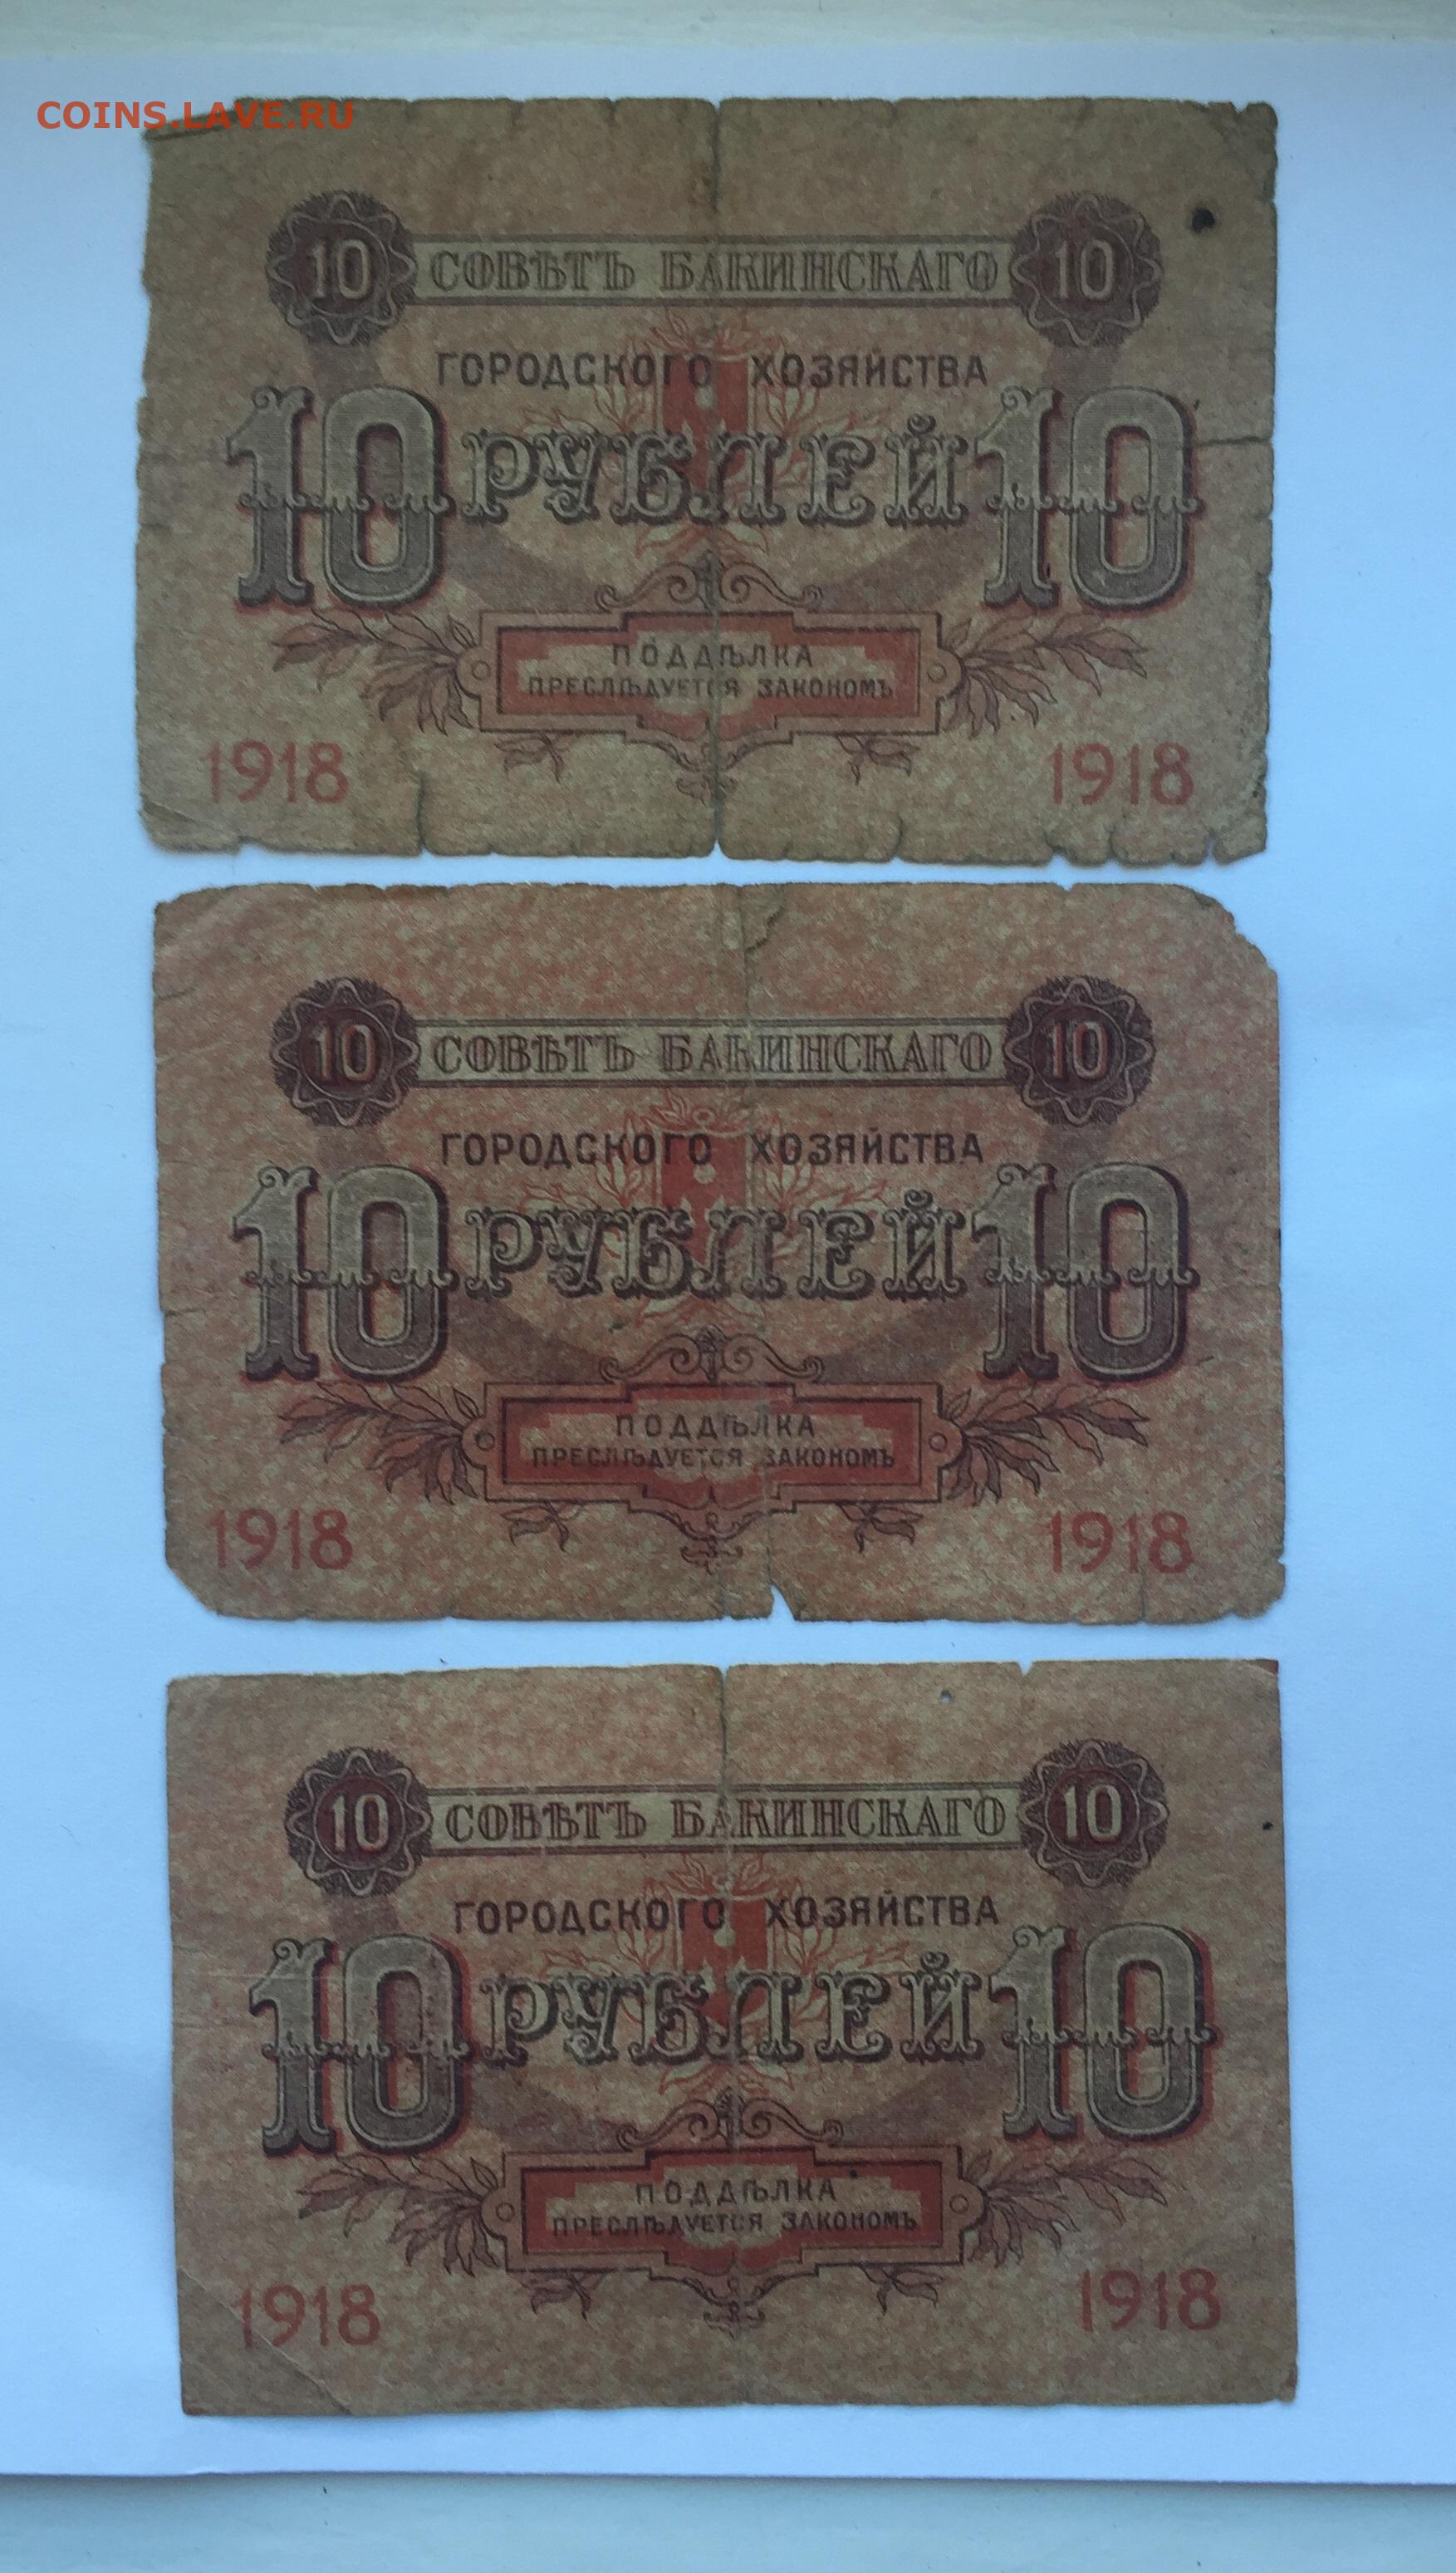 COINS.LAVE.RU
10 СОВѢТЪ БАКИНСКАГО 10
ГОРОДСКОГО ХОЗЯЙСТВА
10 РУБЛЕЙ 10
ПОДДѢЛКА
ПРЕСЛѢДУЕТСЯ ЗАКОНОМЪ
1918 1918
10 СОВѢТЪ БАКИНСКАГО 10
ГОРОДСКОГО ХОЗЯЙСТВА
10 РУБЛЕЙ 10
ПОДДѢЛКА
ПРЕСЛѢДУЕТСЯ ЗАКОНОМЪ
1918 1918
10 СОВѢТЪ БАКИНСКАГО 10
ГОРОДСКОГО ХОЗЯЙСТВА
10 РУБЛЕЙ 10
ПОДДѢЛКА
ПРЕСЛѢДУЕТСЯ ЗАКОНОМЪ
1918 1918